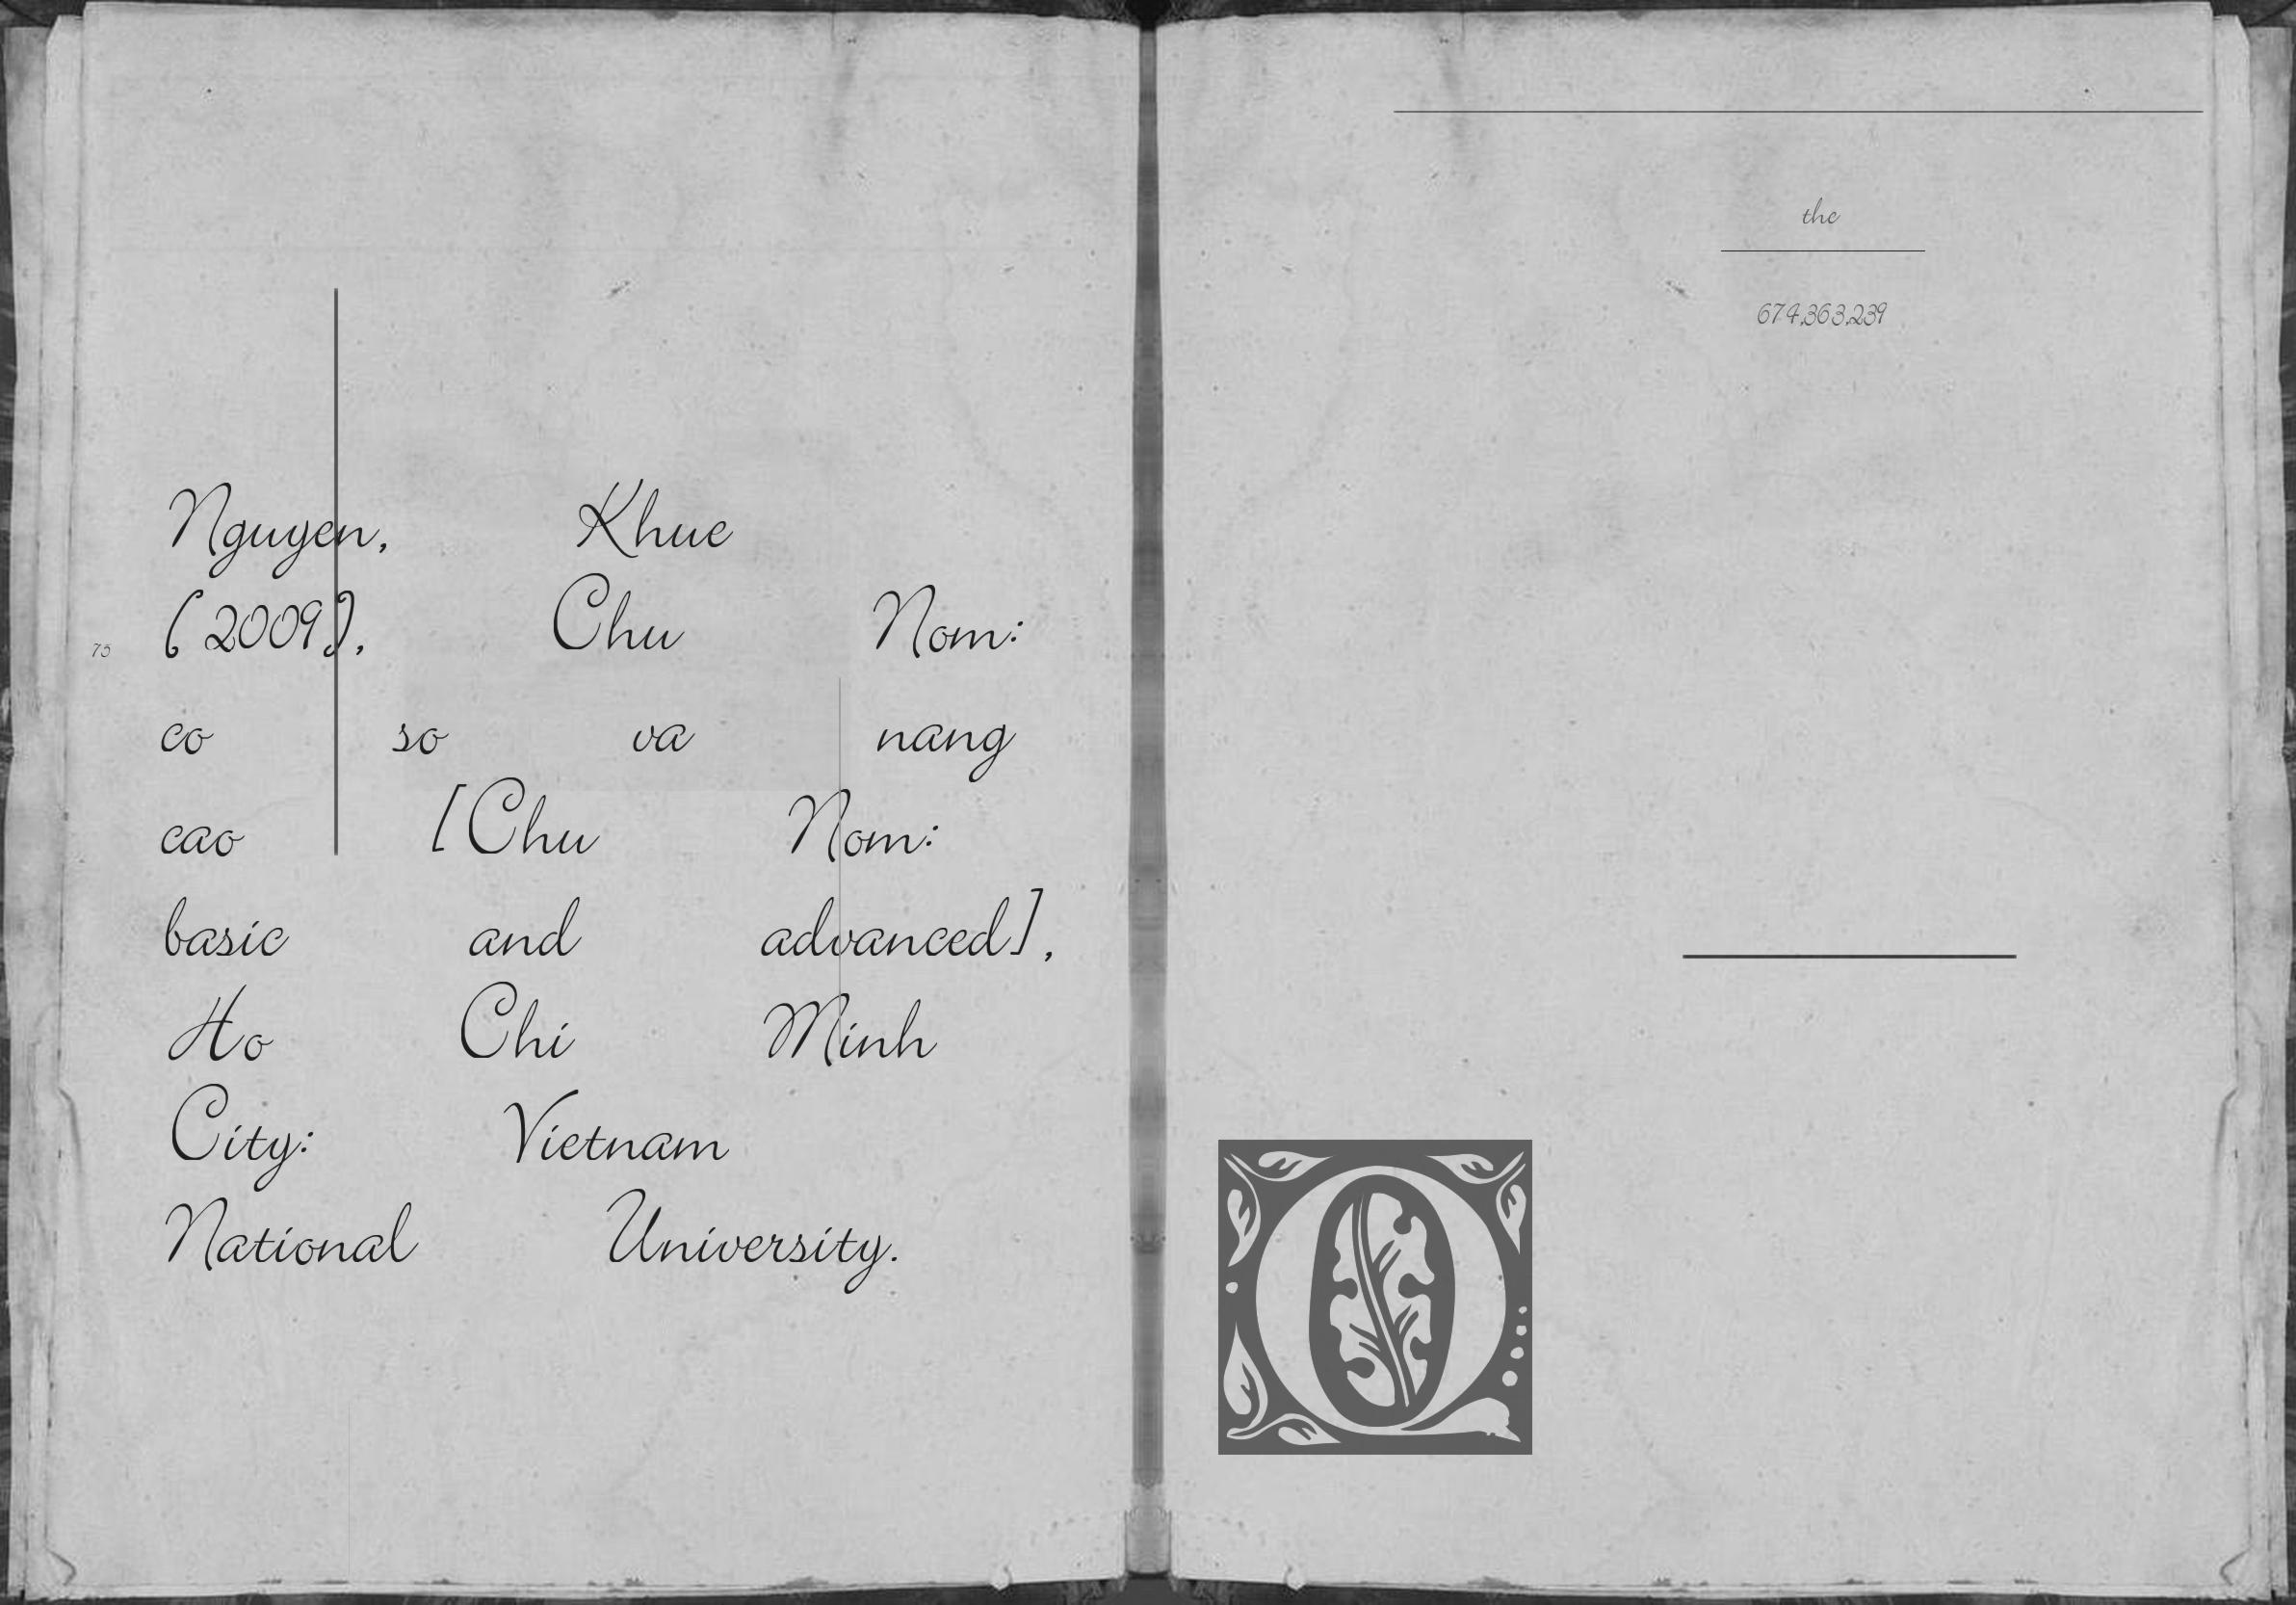 Nguyen, Khue
(2009), Chu Nom:
co so va nang
cao [Chu Nom:
basic and advanced],
Ho Chi Minh
City: Vietnam
National University.
75
the
674,363,239
Q